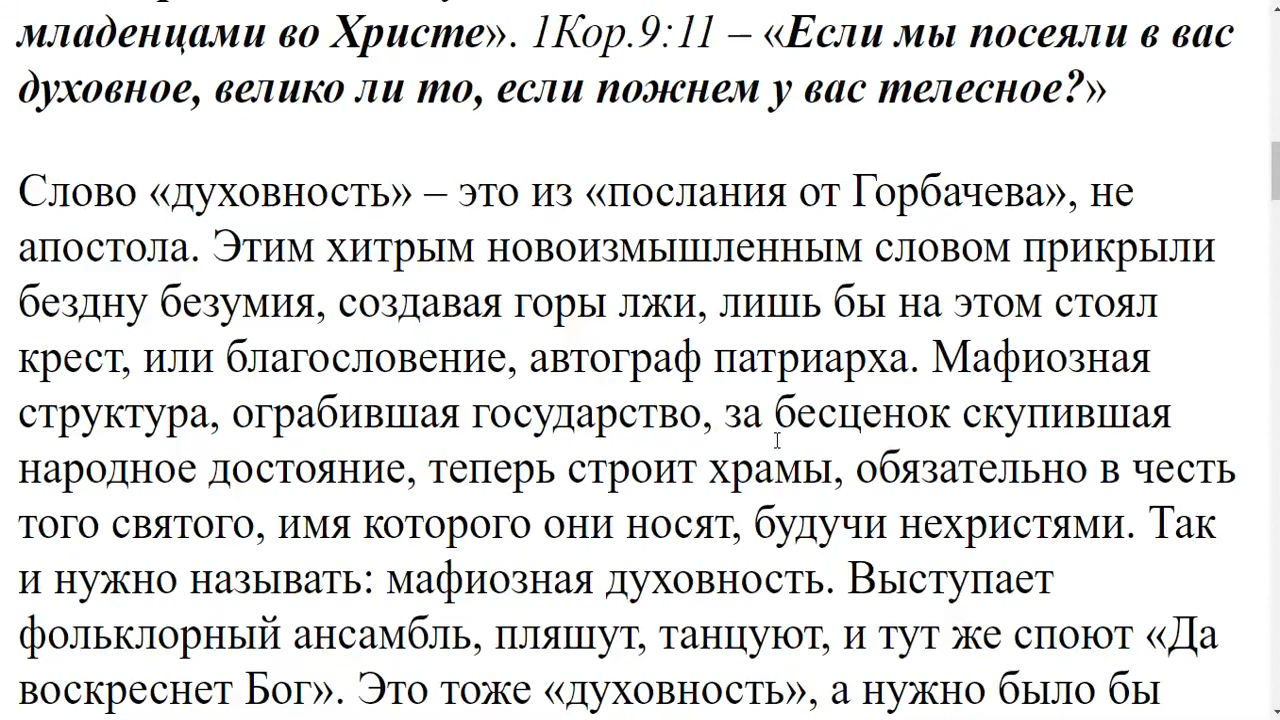 младенцами во Христе». 1Кор.9:11 – «Если мы посеяли в вас
духовное, велико ли то, если пожнем у вас телесное?»
Слово «духовность» – это из «послания от Горбачева», не
апостола. Этим хитрым новоизмышленным словом прикрыли
бездну безумия, создавая горы лжи, лишь бы на этом стоял
крест, или благословение, автограф патриарха. Мафиозная
структура, ограбившая государство, за бесценок скупившая
народное достояние, теперь строит храмы, обязательно в честь
того святого, имя которого они носят, будучи нехристями. Так
и нужно называть: мафиозная духовность. Выступает
фольклорный ансамбль, пляшут, танцуют, и тут же споют «Да
воскреснет Бог». Это тоже «духовность», а нужно было бы